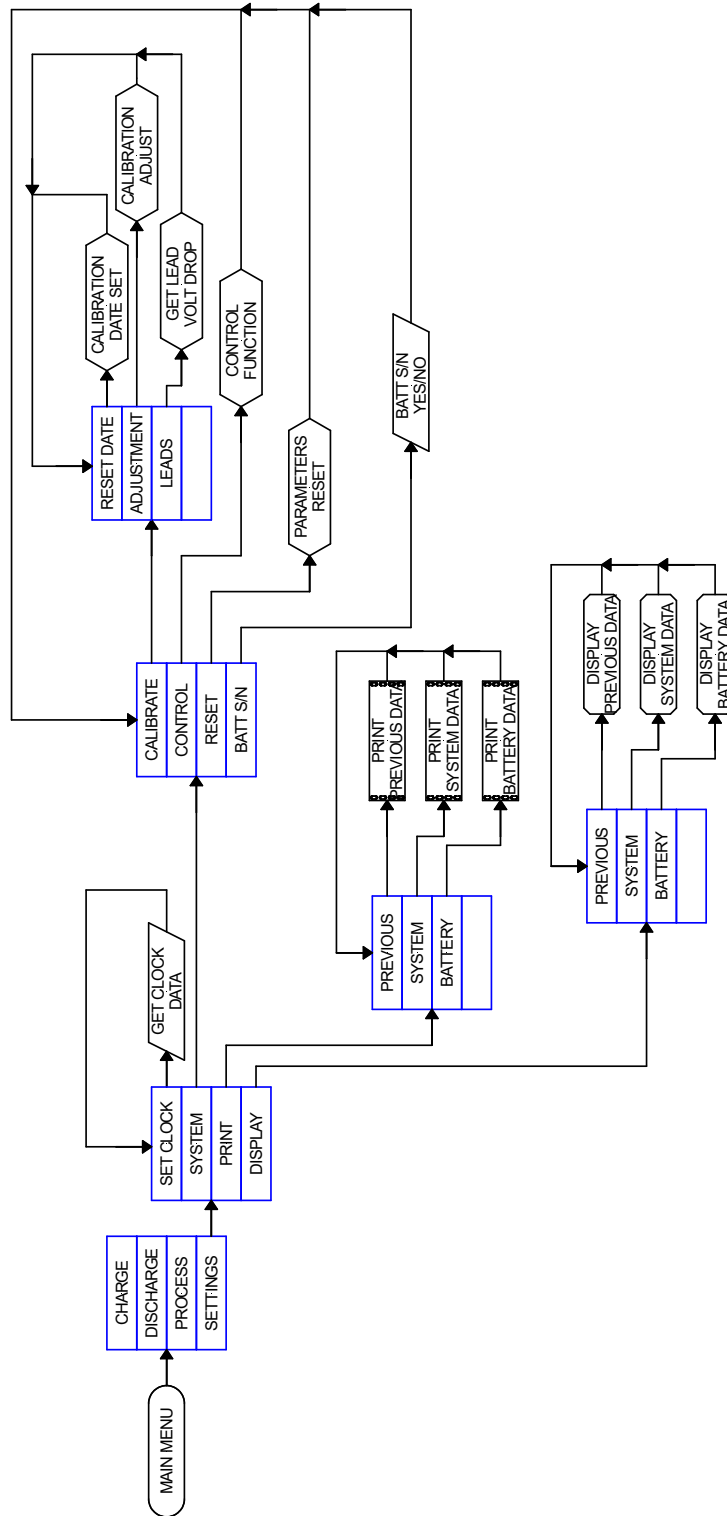 MAIN MENU
CHARGE
DISCHARGE
PROCESS
SETTINGS
SET CLOCK
SYSTEM
PRINT
DISPLAY
GET CLOCK
DATA
CALIBRATE
CONTROL
RESET
BATT S/N
RESET DATE
ADJUSTMENT
LEADS
CALIBRATION
DATE SET
CALIBRATION
ADJUST
GET LEAD
VOLT DROP
CONTROL
FUNCTION
PARAMETERS
RESET
BATT S/N
YES/NO
PREVIOUS
SYSTEM
BATTERY
PRINT
PREVIOUS DATA
PRINT
SYSTEM DATA
PRINT
BATTERY DATA
PREVIOUS
SYSTEM
BATTERY
DISPLAY
PREVIOUS DATA
DISPLAY
SYSTEM DATA
DISPLAY
BATTERY DATA